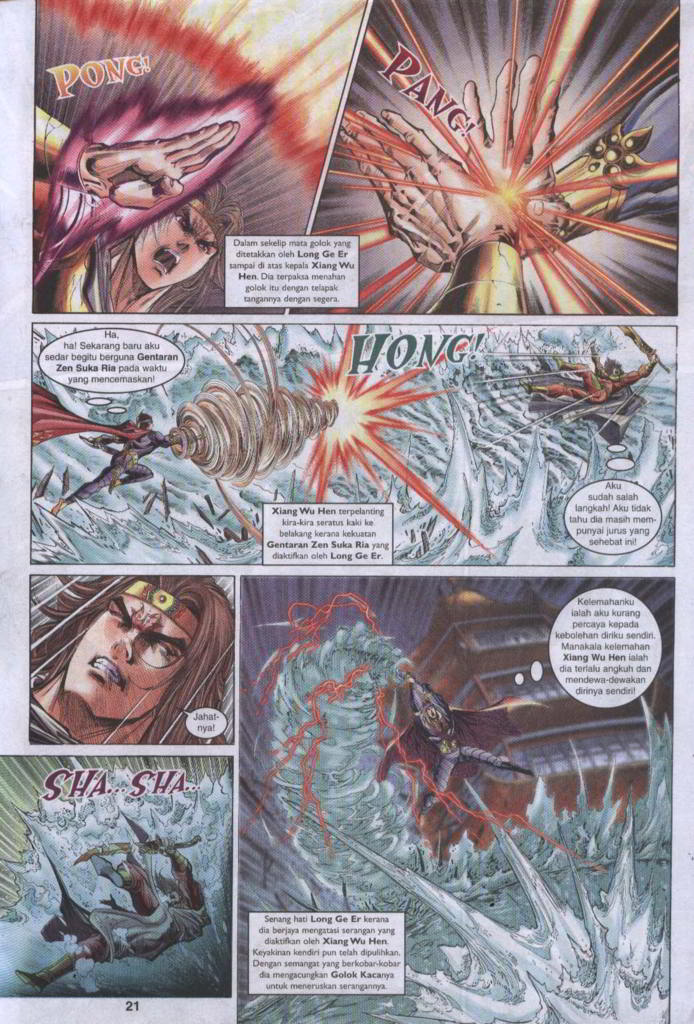 PONG!
PANG!
Dalam sekelip mata golok yang
ditetakkan oleh Long Ge Er
sampai di atas kepala Xiang Wu
Hen. Dia terpaksa menahan
golok itu dengan telapak
tangannya dengan segera.
Ha,
ha! Sekarang baru aku
sedar begitu berguna Gentaran
Zen Suka Ria pada waktu
yang mencemaskan!
HONG!
Xiang Wu Hen terpelanting
kira-kira seratus kaki ke
belakang kerana kekuatan
Gentaran Zen Suka Ria yang
diaktifkan oleh Long Ge Er.
Aku
sudah salah
langkah! Aku tidak
tahu dia masih mem-
punyai jurus yang
sehebat ini!
Jahat-
nya!
Kelemahanku
ialah aku kurang
percaya kepada
kebolehan diriku sendiri.
Manakala kelemahan
Xiang Wu Hen ialah
dia terlalu angkuh dan
mendewa-dewakan
dirinya sendiri!
SHA... SHA...
Senang hati Long Ge Er kerana
dia berjaya mengatasi serangan yang
diaktifkan oleh Xiang Wu Hen.
Keyakinan kendiri pun telah dipulihkan.
Dengan semangat yang berkobar-kobar
dia mengacungkan Golok Kacanya
untuk meneruskan serangannya.
21